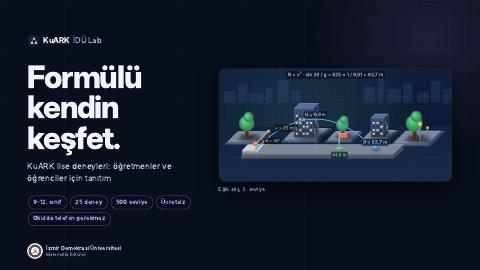 KuARK İDÜ Lab
Formülü
kendin
keşfet.
KuARK lise deneyleri: öğretmenler ve
öğrenciler için tanıtım
9–12. sınıf
25 deney
500 seviye
Ücretsiz
Okulda telefon gerekmez
R = v² · sin 2θ / g = 625 × 1 / 9,81 = 63,7 m
R = 63,7 m
Eğik atış, 3. seviye
İzmir Demokrasi Üniversitesi
Matematik Bölümü